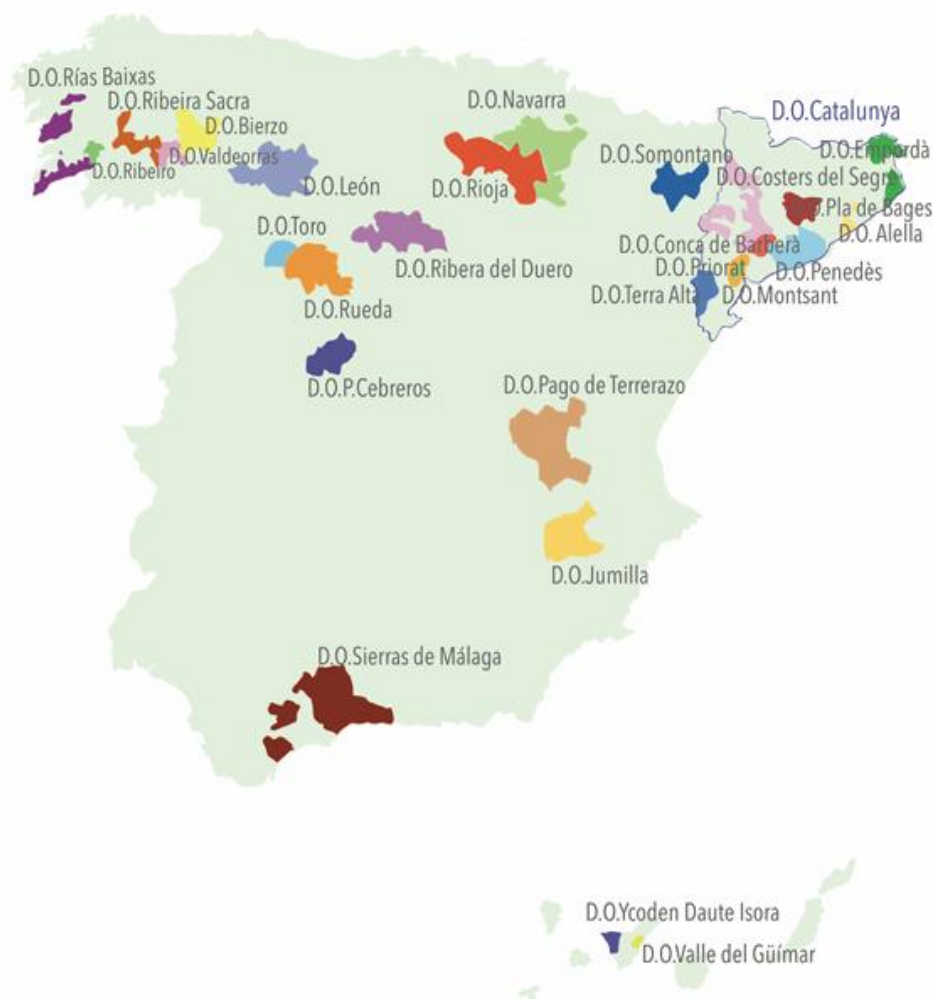 D.O.Rías Baixas
D.O.Ribeira Sacra
D.O.Bierzo
D.O.Valdeorras
D.O.Ribeiro
D.O.León
D.O.Navarra
D.O.Rioja
D.O.Catalunya
D.O.Somontano
D.O.Empordà
D.O.Costers del Segre
D.O.Pla de Bages
D.O. Alella
D.O.Conca de Barberà
D.O.Priorat
D.O.Penedès
D.O.Terra Alta
D.O.Montsant
D.O.Toro
D.O.Ribera del Duero
D.O.Rueda
D.O.P.Cebreros
D.O.Pago de Terrerazo
D.O.Jumilla
D.O.Sierras de Málaga
D.O.Ycoden Daute Isora
D.O.Valle del Güímar